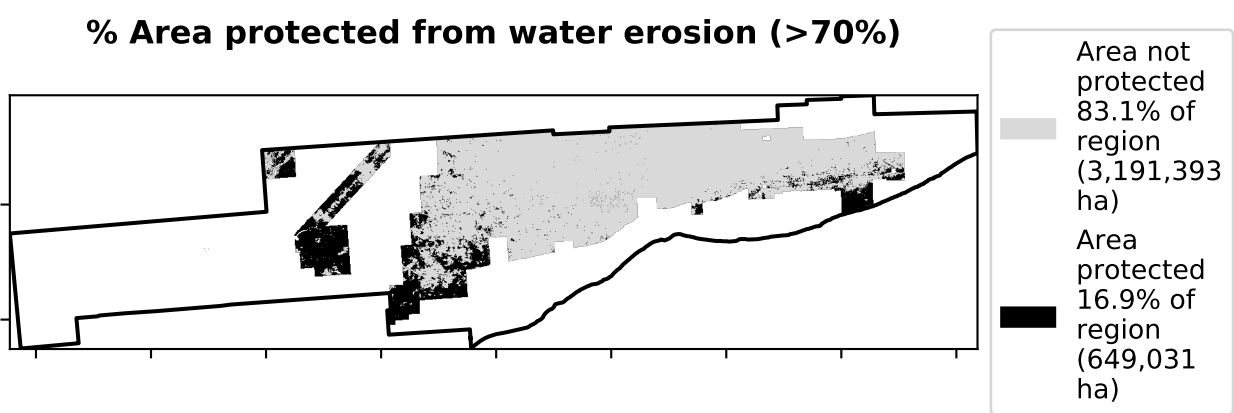 % Area protected from water erosion (>70%)
Area not
protected
83.1% of
region
(3,191,393
ha)
Area
protected
16.9% of
region
(649,031
ha)